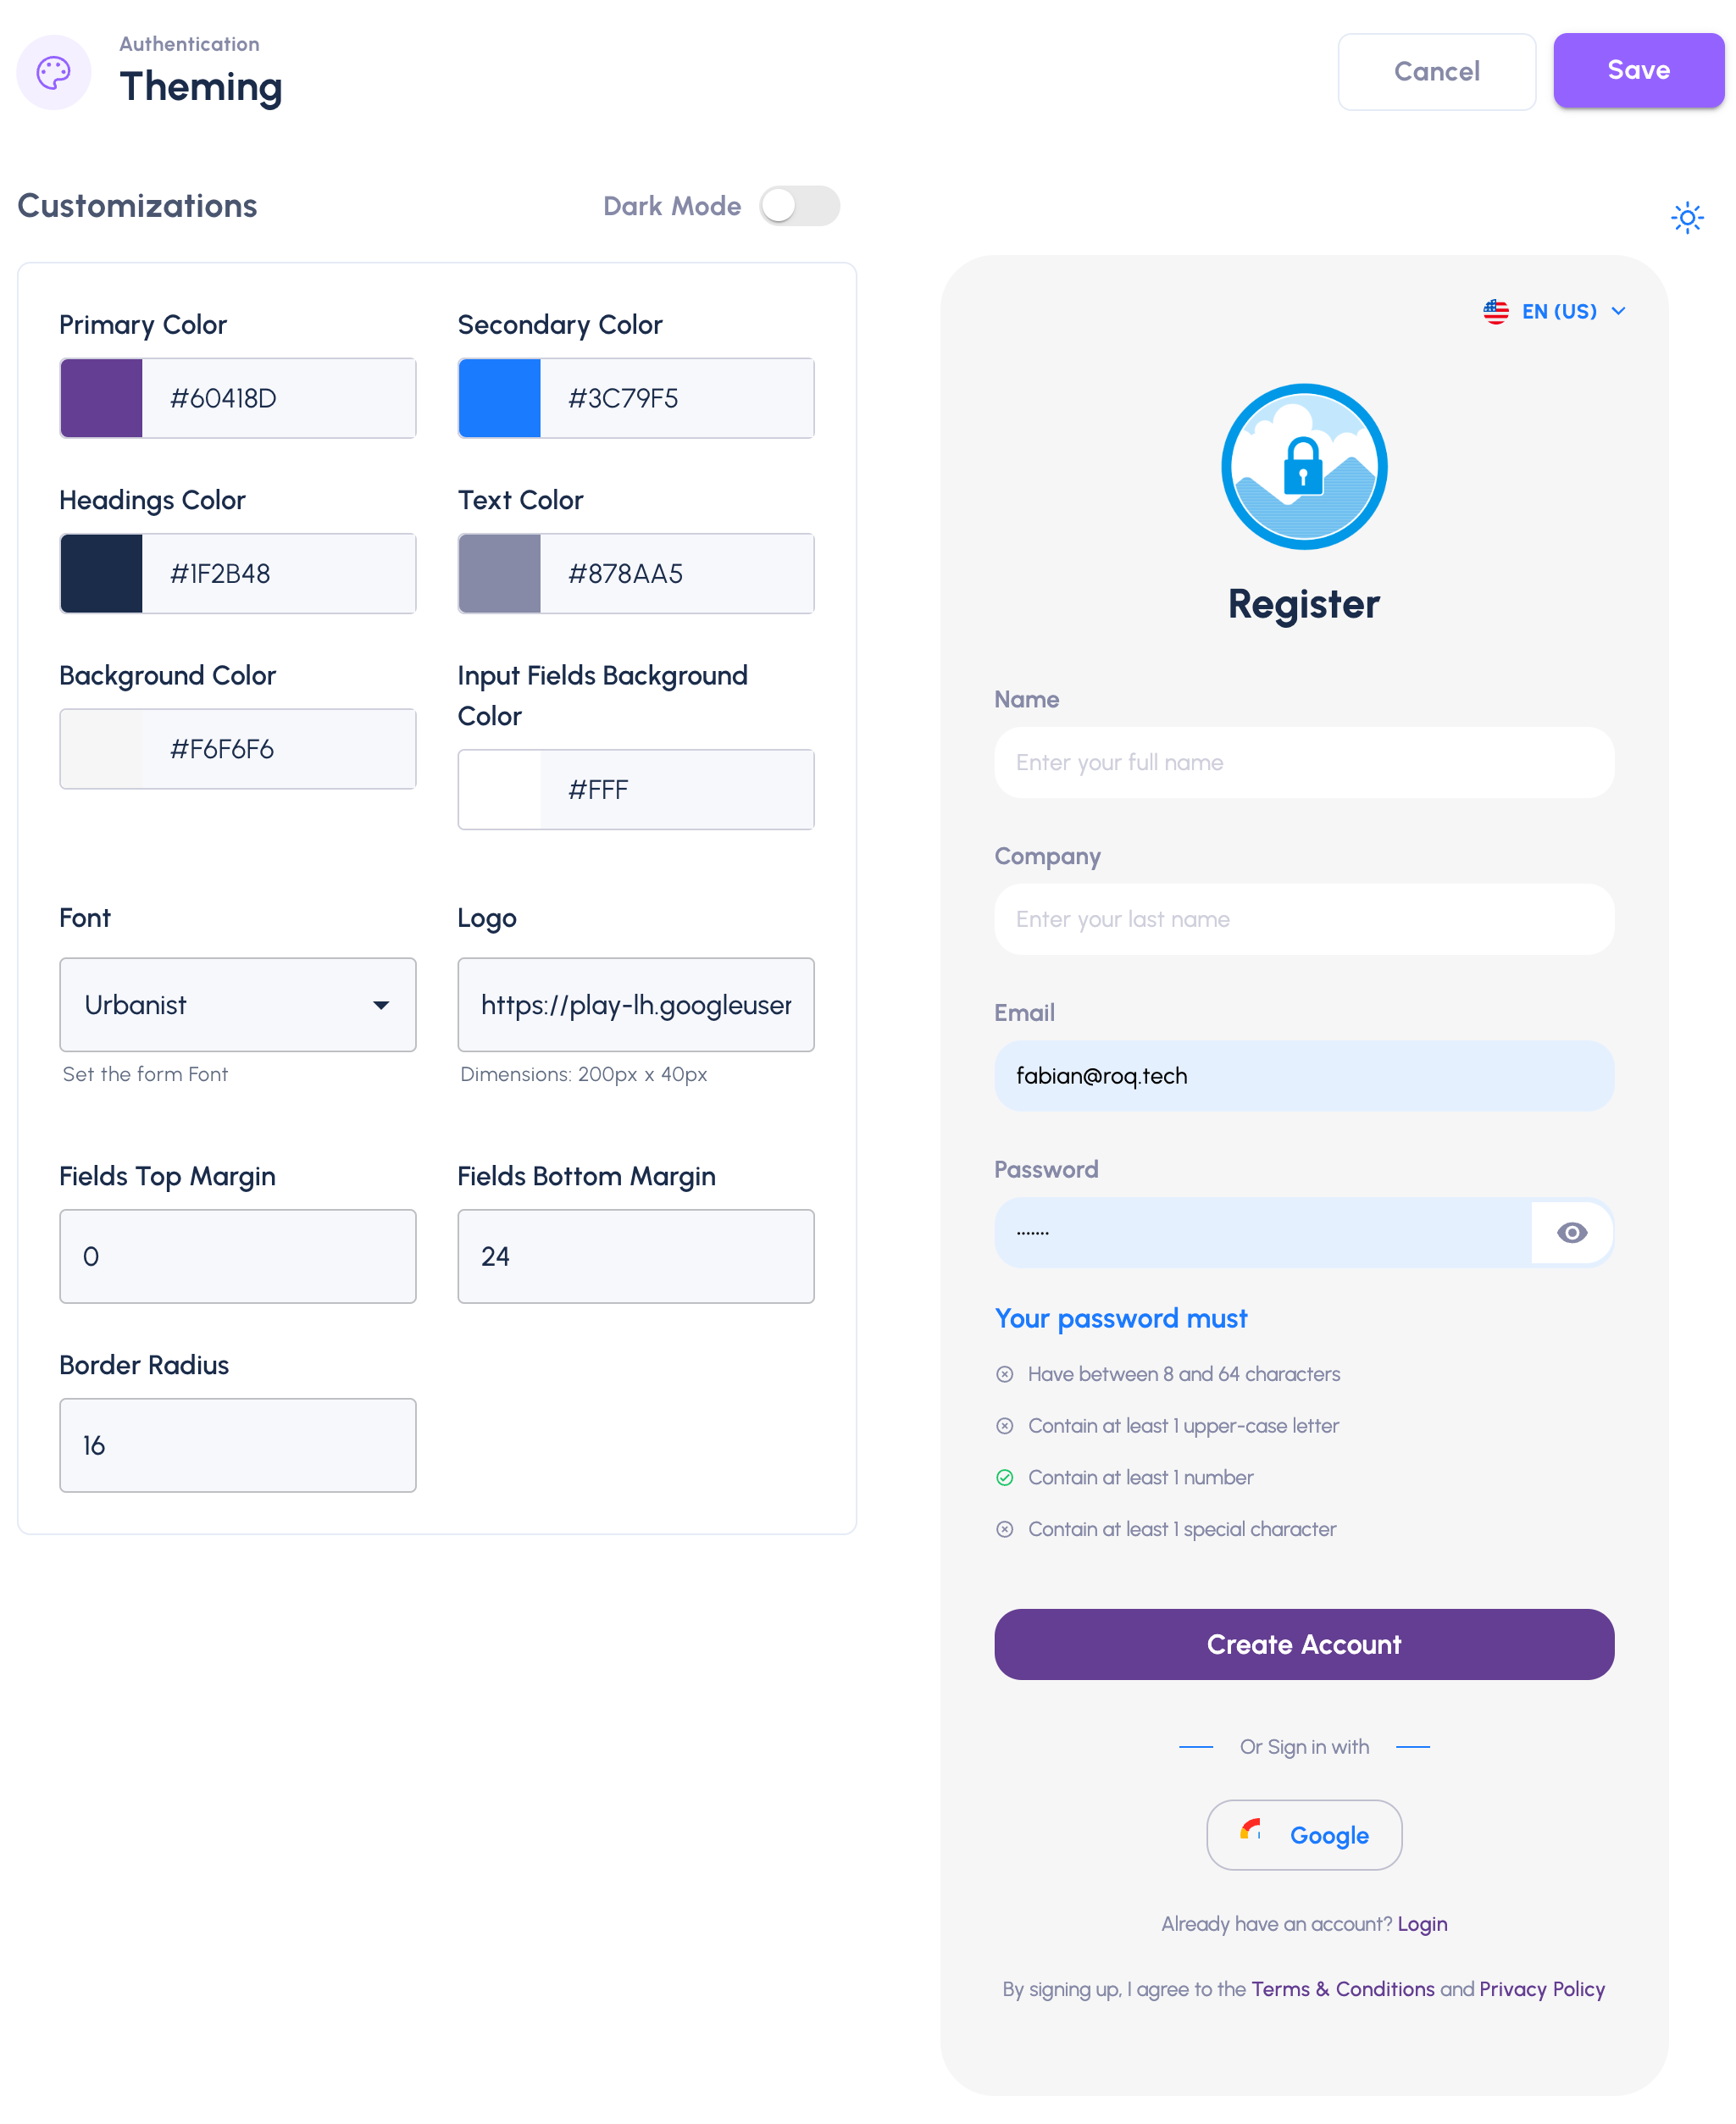 Authentication
Theming
Cancel
Save
Customizations
Dark Mode
Primary Color
Secondary Color
#60418D
#3C79F5
Headings Color
Text Color
#1F2B48
#878AA5
Background Color
Input Fields Background
Color
#F6F6F6
#FFF
Font
Logo
Urbanist
https://play-lh.googleuser
Set the form Font
Dimensions: 200px x 40px
Fields Top Margin
Fields Bottom Margin
0
24
Border Radius
16
EN (US)
Register
Name
Enter your full name
Company
Enter your last name
Email
fabian@roq.tech
Password
·······
Your password must
Have between 8 and 64 characters
Contain at least 1 upper-case letter
Contain at least 1 number
Contain at least 1 special character
Create Account
Or Sign in with
Google
Already have an account? Login
By signing up, I agree to the Terms & Conditions and Privacy Policy